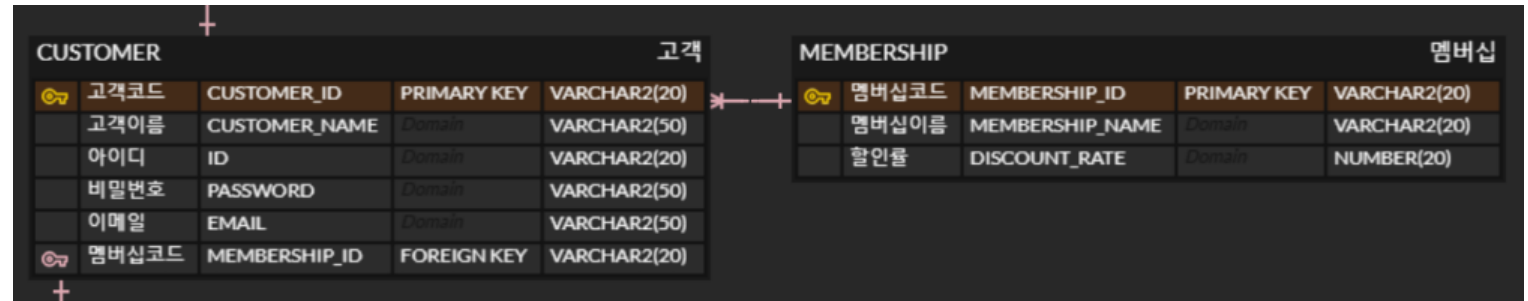 CUSTOMER 고객
고객코드 CUSTOMER_ID PRIMARY KEY VARCHAR2(20)
고객이름 CUSTOMER_NAME Domain VARCHAR2(50)
아이디 ID Domain VARCHAR2(20)
비밀번호 PASSWORD Domain VARCHAR2(50)
이메일 EMAIL Domain VARCHAR2(50)
멤버십코드 MEMBERSHIP_ID FOREIGN KEY VARCHAR2(20)
MEMBERSHIP 멤버십
멤버십코드 MEMBERSHIP_ID PRIMARY KEY VARCHAR2(20)
멤버십이름 MEMBERSHIP_NAME Domain VARCHAR2(20)
할인률 DISCOUNT_RATE Domain NUMBER(20)